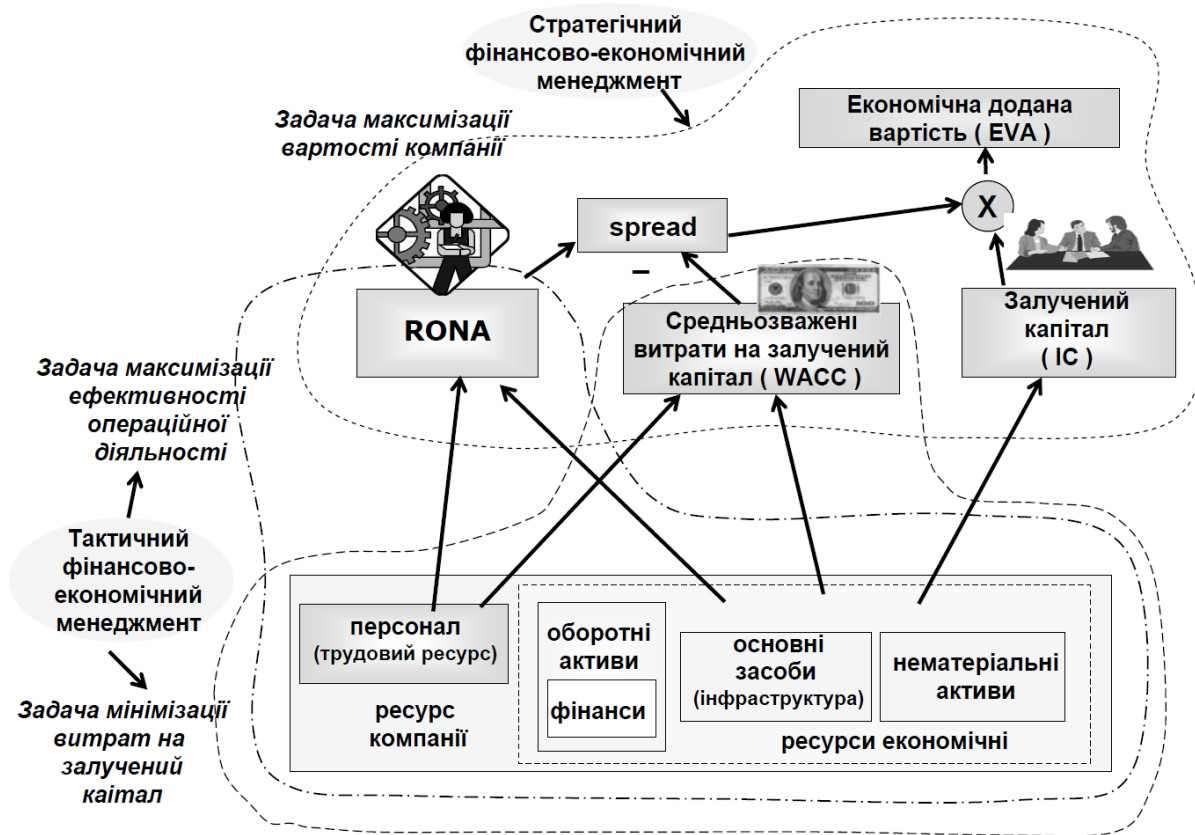 Стратегічний
фінансово-економічний
менеджмент
Економічна додана
вартість ( EVA )
Задача максимізації
вартості компанії
X
spread
–
RONA
Средньозважені
витрати на залучений
капітал ( WACC )
Залучений
капітал
( IC )
Задача максимізації
ефективності
операційної
діяльності
Тактичний
фінансово-
економічний
менеджмент
Задача мінімізації
витрат на
залучений
каітал
персонал
(трудовий ресурс)
ресурс
компанії
оборотні
активи
фінанси
основні
засоби
(інфраструктура)
нематеріальні
активи
ресурси економічні